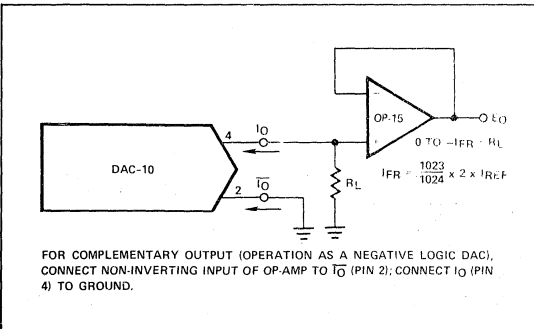 OP-15
EO
0 TO -IFR · RL
IFR = 1023/1024 x 2 x IREF
4
IO
DAC-10
2
IO
RL
FOR COMPLEMENTARY OUTPUT (OPERATION AS A NEGATIVE LOGIC DAC),
CONNECT NON-INVERTING INPUT OF OP-AMP TO IO (PIN 2); CONNECT IO (PIN
4) TO GROUND.